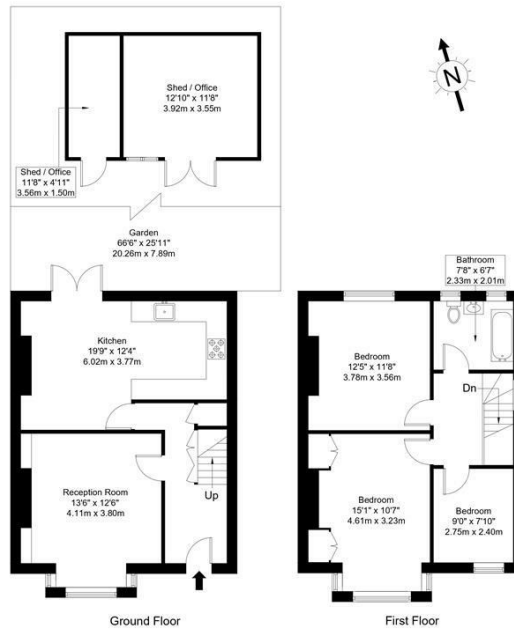 Shed / Office
12'10" x 11'8"
3.92m x 3.55m
N
Shed / Office
11'8" x 4'11"
3.56m x 1.50m
Garden
66'6" x 25'11"
20.26m x 7.89m
Bathroom
7'8" x 6'7"
2.33m x 2.01m
Kitchen
19'9" x 12'4"
6.02m x 3.77m
Bedroom
12'5" x 11'8"
3.78m x 3.56m
Dn
Reception Room
13'6" x 12'6"
4.11m x 3.80m
Up
Bedroom
15'1" x 10'7"
4.61m x 3.23m
Bedroom
9'0" x 7'10"
2.75m x 2.40m
Ground Floor
First Floor